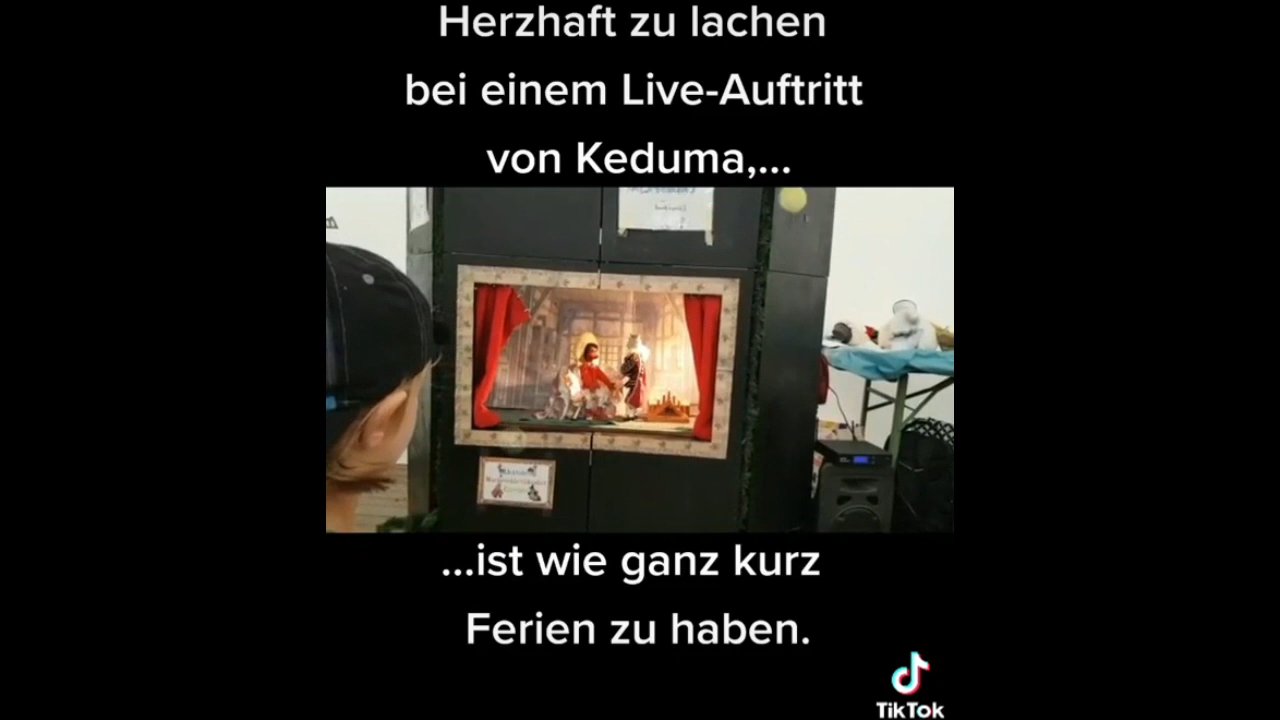 Herzhaft zu lachen
bei einem Live-Auftritt
von Keduma,...
...ist wie ganz kurz
Ferien zu haben.
TikTok